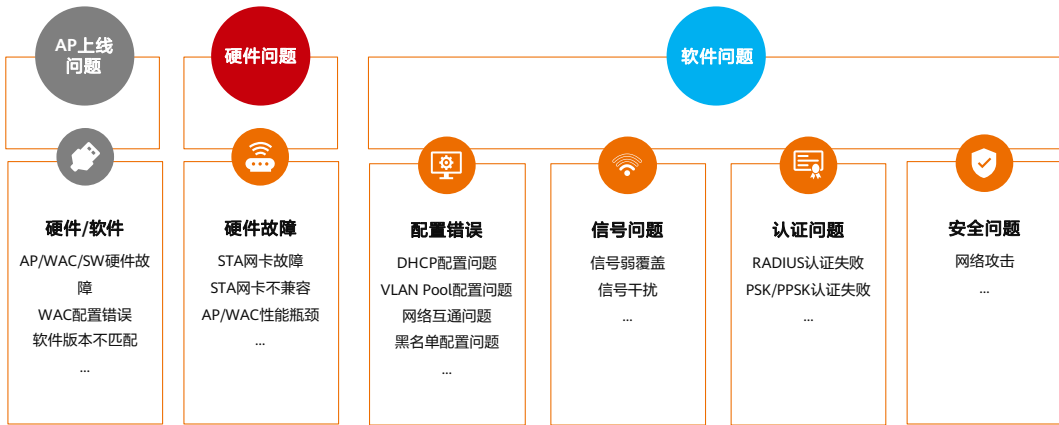 AP上线
问题
硬件问题
软件问题
硬件/软件
AP/WAC/SW硬件故
障
WAC配置错误
软件版本不匹配
...
硬件故障
STA网卡故障
STA网卡不兼容
AP/WAC性能瓶颈
...
配置错误
DHCP配置问题
VLAN Pool配置问题
网络互通问题
黑名单配置问题
...
信号问题
信号弱覆盖
信号干扰
...
认证问题
RADIUS认证失败
PSK/PPSK认证失败
...
安全问题
网络攻击
...